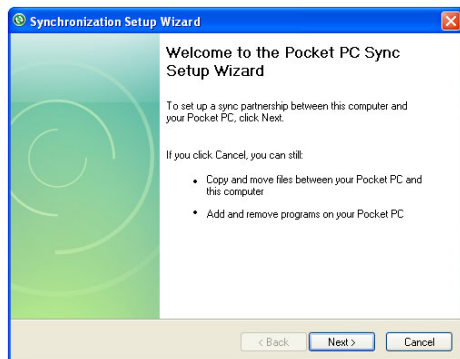 Synchronization Setup Wizard
Welcome to the Pocket PC Sync
Setup Wizard
To set up a sync partnership between this computer and
your Pocket PC, click Next.
If you click Cancel, you can still:
• Copy and move files between your Pocket PC and
this computer
• Add and remove programs on your Pocket PC
< Back Next > Cancel